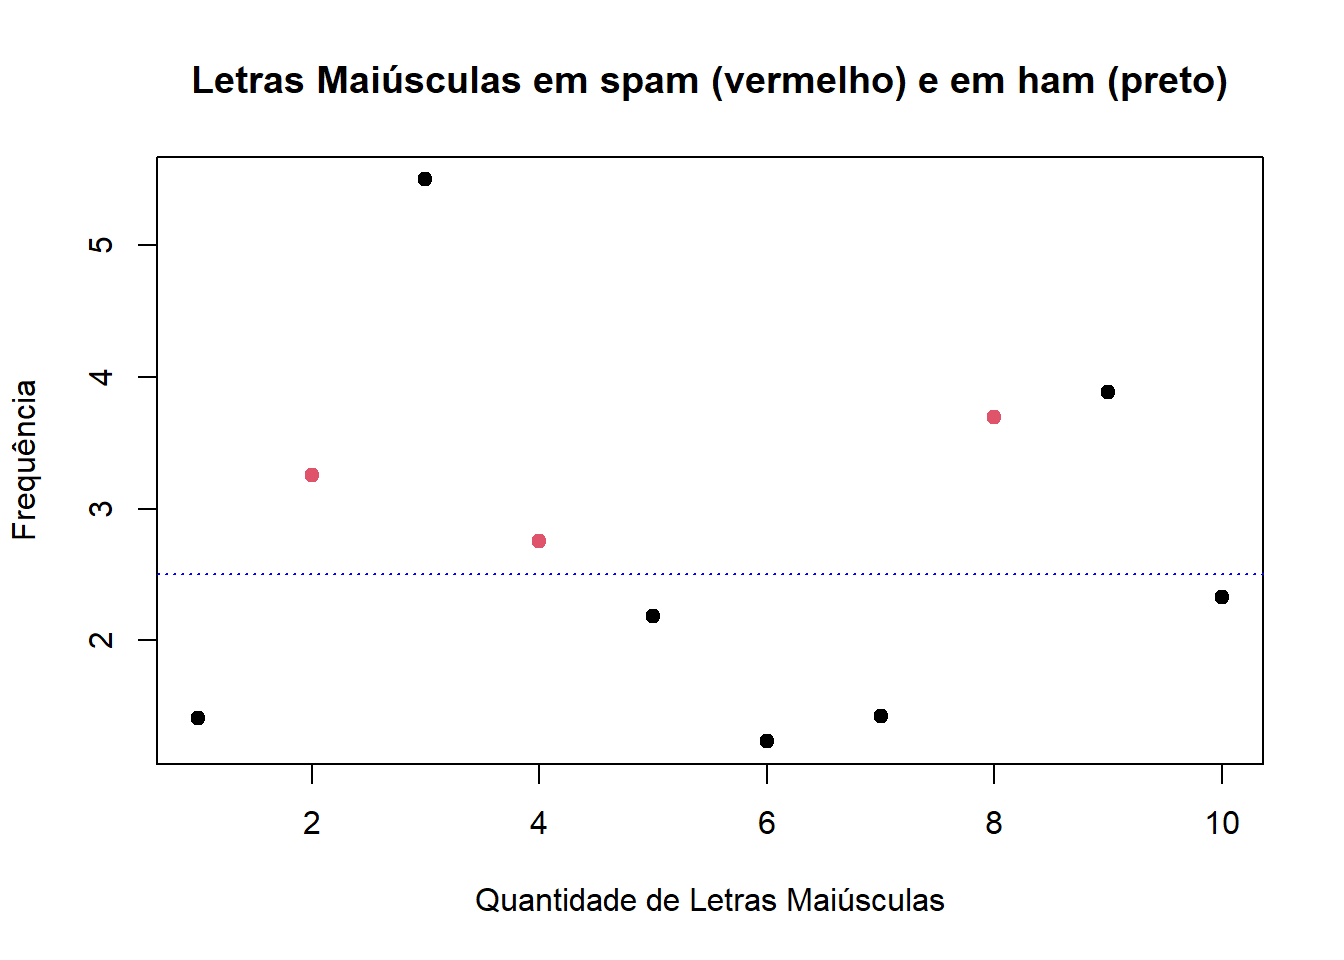 Letras Maiúsculas em spam (vermelho) e em ham (preto)
5
4
3
2
Frequência
2 4 6 8 10
Quantidade de Letras Maiúsculas